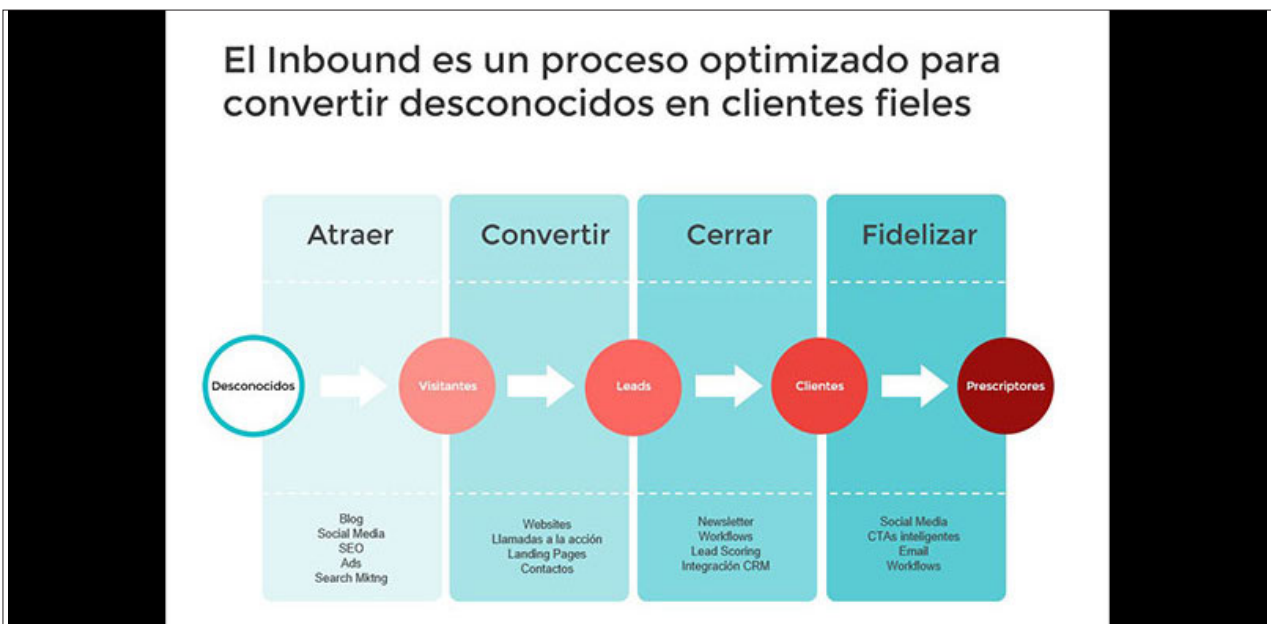 El Inbound es un proceso optimizado para
convertir desconocidos en clientes fieles
Atraer
Convertir
Cerrar
Fidelizar
Desconocidos
Visitantes
Leads
Clientes
Prescriptores
Blog
Social Media
SEO
Ads
Search Mktng
Websites
Llamadas a la acción
Landing Pages
Contactos
Newsletter
Workflows
Lead Scoring
Integración CRM
Social Media
CTAs inteligentes
Email
Workflows